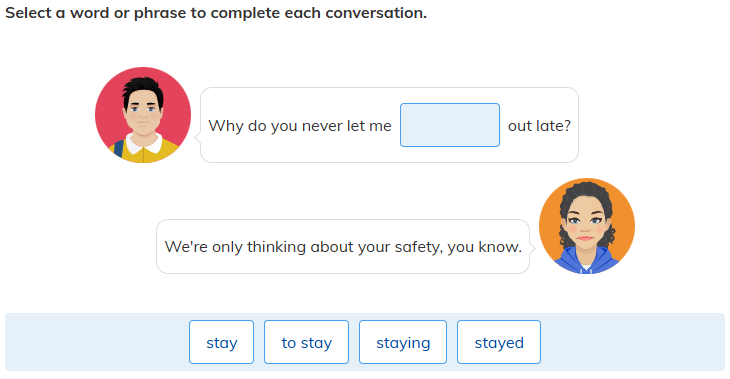 Select a word or phrase to complete each conversation.
Why do you never let me out late?
We're only thinking about your safety, you know.
stay to stay staying stayed